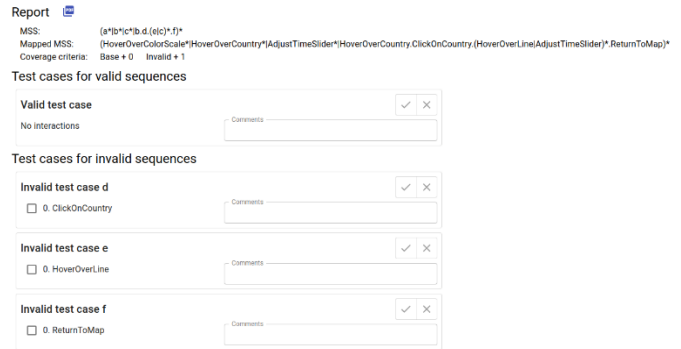 Report
MSS: (a*|b*|c*|b.d.(e|c)*.f)*
Mapped MSS: (HoverOverColorScale*|HoverOverCountry*|AdjustTimeSlider*|HoverOverCountry.ClickOnCountry.(HoverOverLine|AdjustTimeSlider)*.ReturnToMap)*
Coverage criteria: Base + 0 Invalid + 1
Test cases for valid sequences
Valid test case
No interactions
Comments
Test cases for invalid sequences
Invalid test case d
0. ClickOnCountry
Comments
Invalid test case e
0. HoverOverLine
Comments
Invalid test case f
0. ReturnToMap
Comments